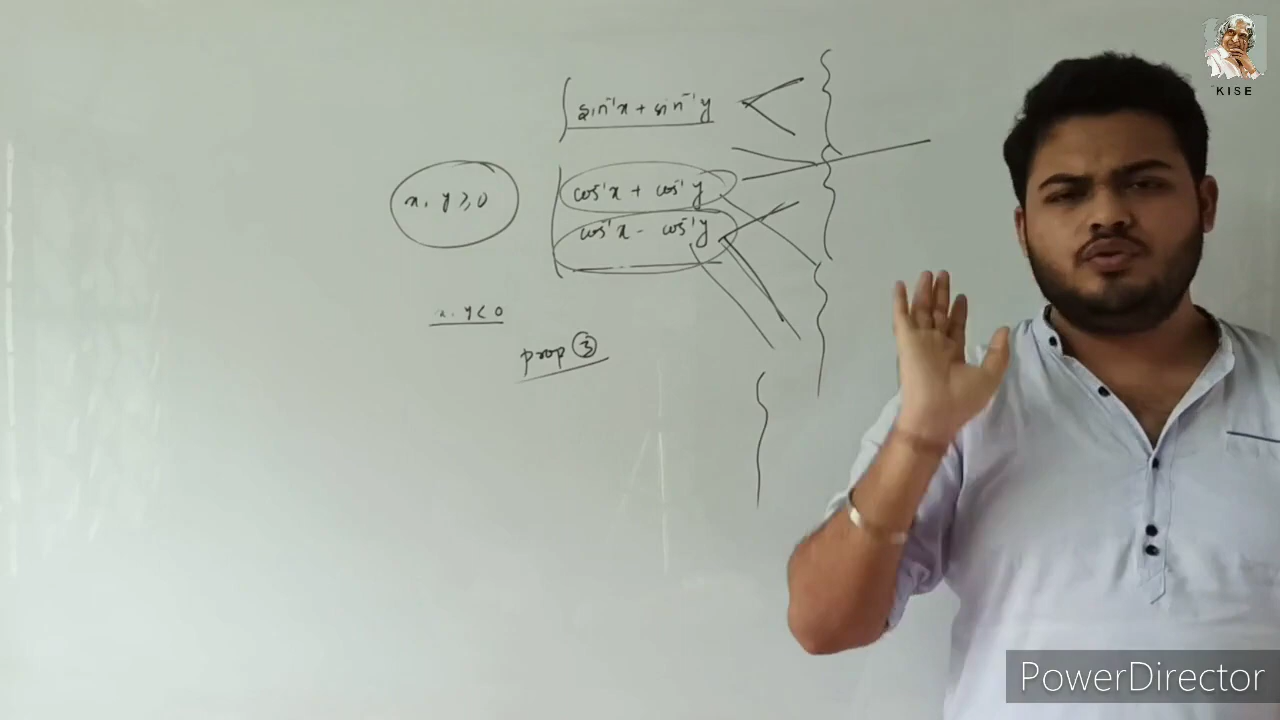 sin⁻¹x + sin⁻¹y
x, y ≥ 0
cos⁻¹x + cos⁻¹y
cos⁻¹x - cos⁻¹y
x, y < 0
prop ③
KISE
PowerDirector